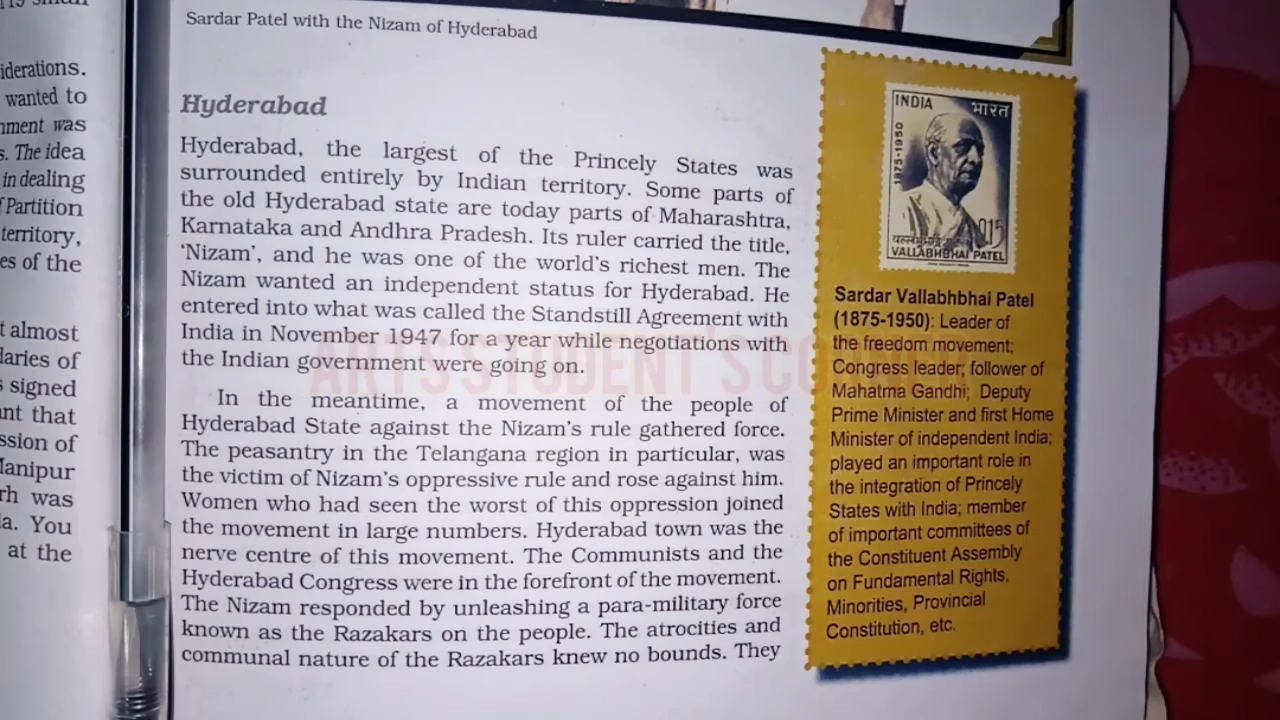 iderations.
wanted to
nment was
s. The idea
in dealing
f Partition
territory,
es of the
t almost
laries of
s signed
ant that
ssion of
Manipur
rh was
la. You
at the
Sardar Patel with the Nizam of Hyderabad
Hyderabad
Hyderabad, the largest of the Princely States was
surrounded entirely by Indian territory. Some parts of
the old Hyderabad state are today parts of Maharashtra,
Karnataka and Andhra Pradesh. Its ruler carried the title,
‘Nizam’, and he was one of the world’s richest men. The
Nizam wanted an independent status for Hyderabad. He
entered into what was called the Standstill Agreement with
India in November 1947 for a year while negotiations with
the Indian government were going on.
In the meantime, a movement of the people of
Hyderabad State against the Nizam’s rule gathered force.
The peasantry in the Telangana region in particular, was
the victim of Nizam’s oppressive rule and rose against him.
Women who had seen the worst of this oppression joined
the movement in large numbers. Hyderabad town was the
nerve centre of this movement. The Communists and the
Hyderabad Congress were in the forefront of the movement.
The Nizam responded by unleashing a para-military force
known as the Razakars on the people. The atrocities and
communal nature of the Razakars knew no bounds. They
ARTS STUDENT'S CORNER
INDIA भारत
1875-1950
0.15
VALLABHBHAI PATEL
Sardar Vallabhbhai Patel
(1875-1950): Leader of
the freedom movement;
Congress leader; follower of
Mahatma Gandhi; Deputy
Prime Minister and first Home
Minister of independent India;
played an important role in
the integration of Princely
States with India; member
of important committees of
the Constituent Assembly
on Fundamental Rights,
Minorities, Provincial
Constitution, etc.